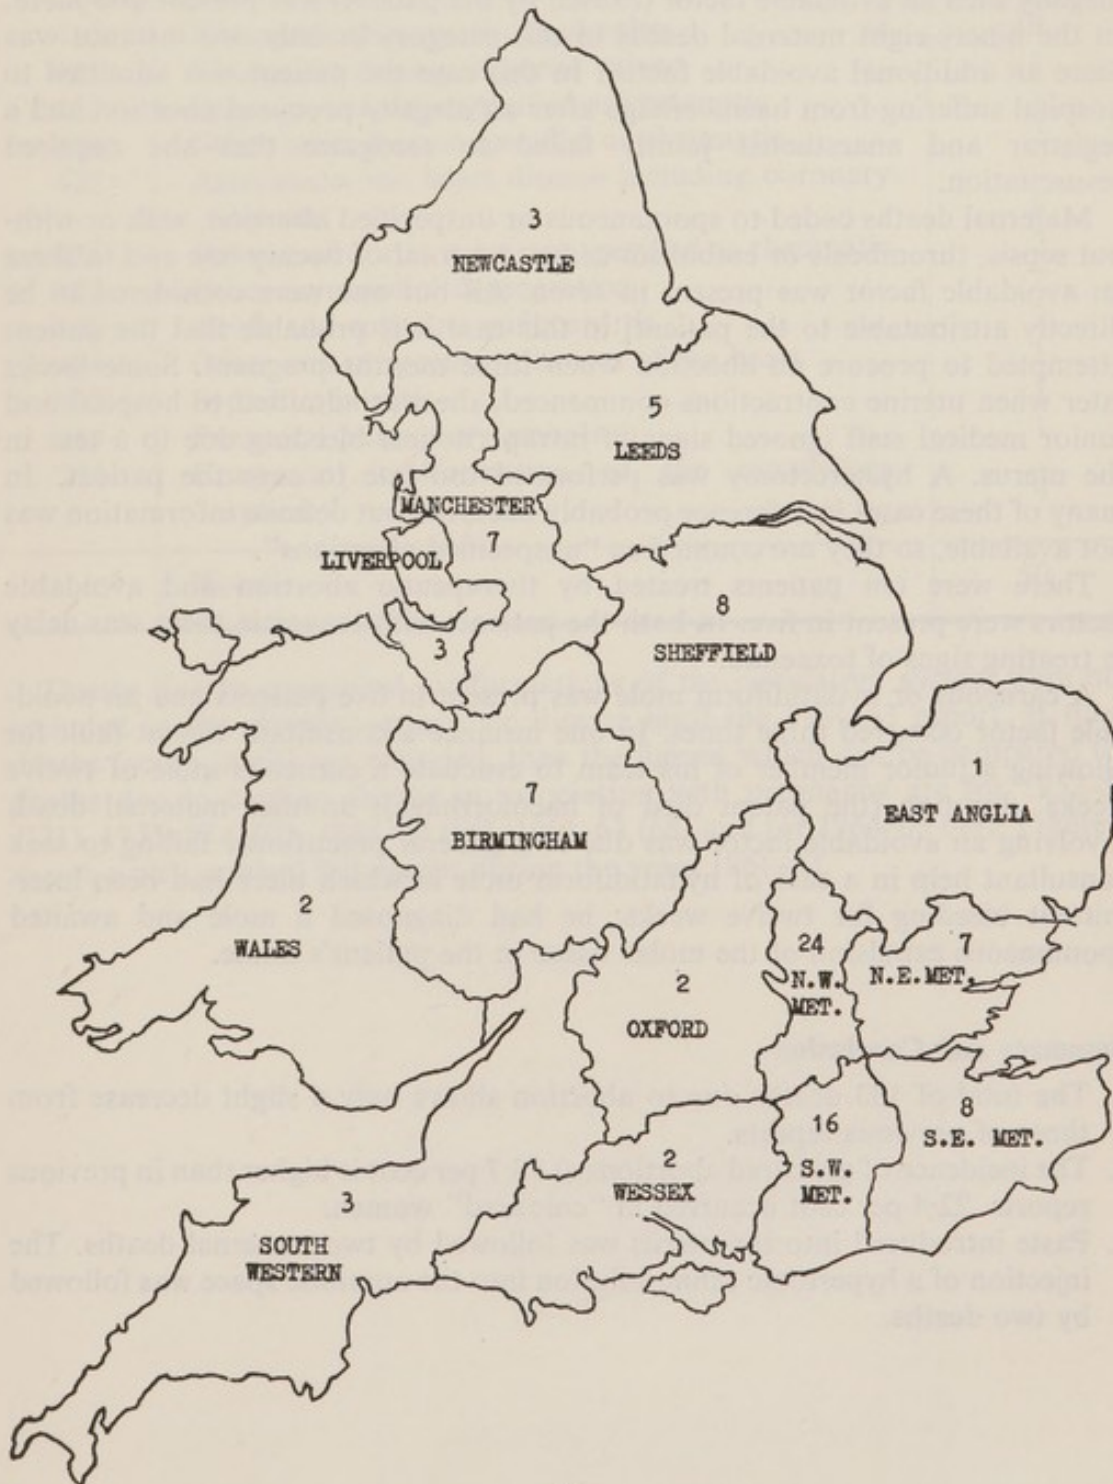 3
NEWCASTLE
5
LEEDS
MANCHESTER
7
LIVERPOOL
3
8
SHEFFIELD
1
EAST ANGLIA
7
BIRMINGHAM
2
WALES
24
N.W.
MET.
7
N.E.MET.
2
OXFORD
16
S.W.
MET.
8
S.E. MET.
2
WESSEX
3
SOUTH
WESTERN